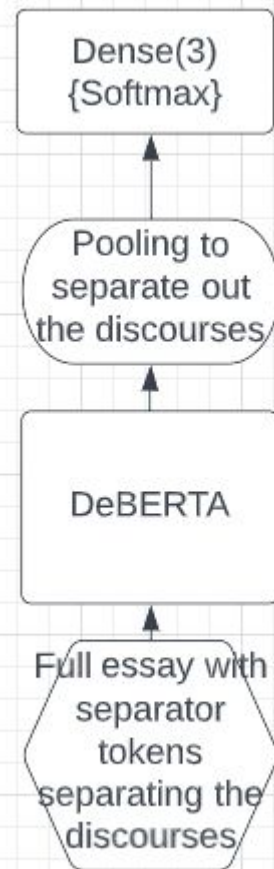 Dense(3)
{Softmax}
Pooling to
separate out
the discourses
DeBERTA
Full essay with
separator
tokens
separating the
discourses